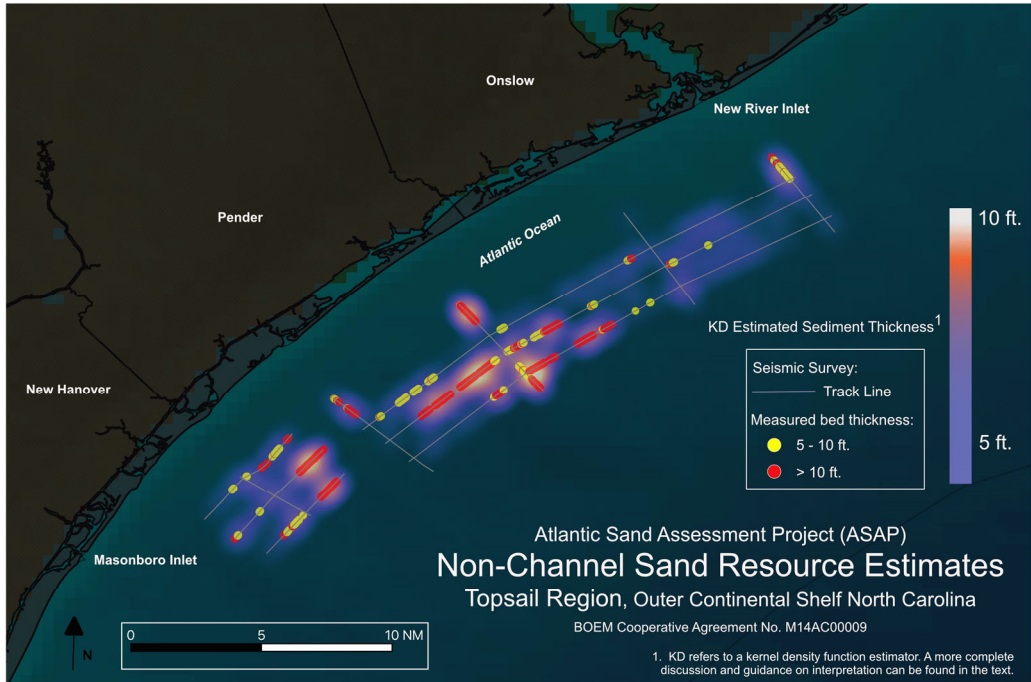 Onslow
New River Inlet
Pender
Atlantic Ocean
10 ft.
KD Estimated Sediment Thickness1
Seismic Survey:
Track Line
New Hanover
Measured bed thickness:
5 - 10 ft.
5 ft.
> 10 ft.
Masonboro Inlet
Atlantic Sand Assessment Project (ASAP)
Non-Channel Sand Resource Estimates
Topsail Region, Outer Continental Shelf North Carolina
BOEM Cooperative Agreement No. M14AC00009
0 5 10 NM
N
1. KD refers to a kernel density function estimator. A more complete
discussion and guidance on interpretation can be found in the text.